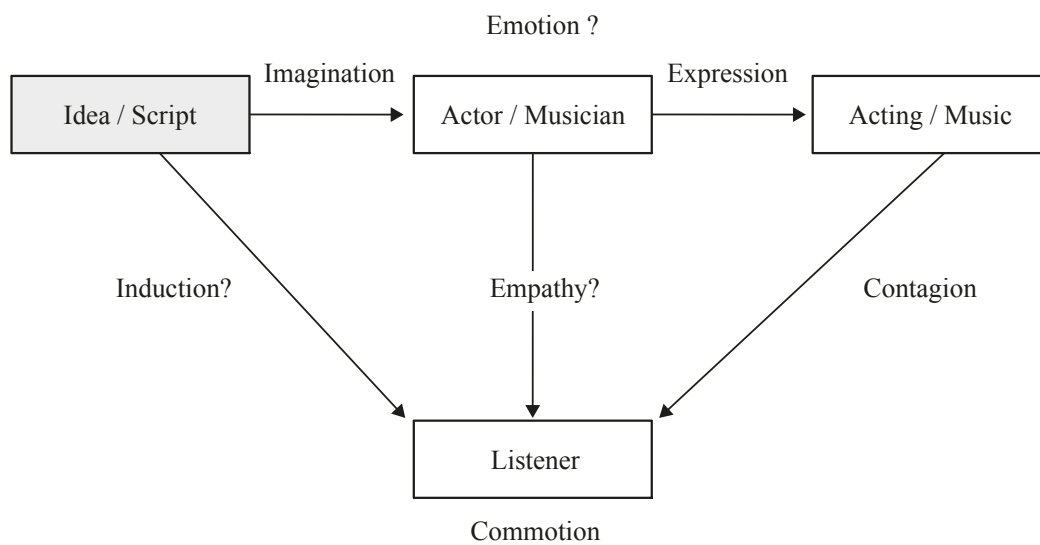 Emotion ?
Imagination
Expression
Idea / Script
Actor / Musician
Acting / Music
Induction?
Empathy?
Contagion
Listener
Commotion